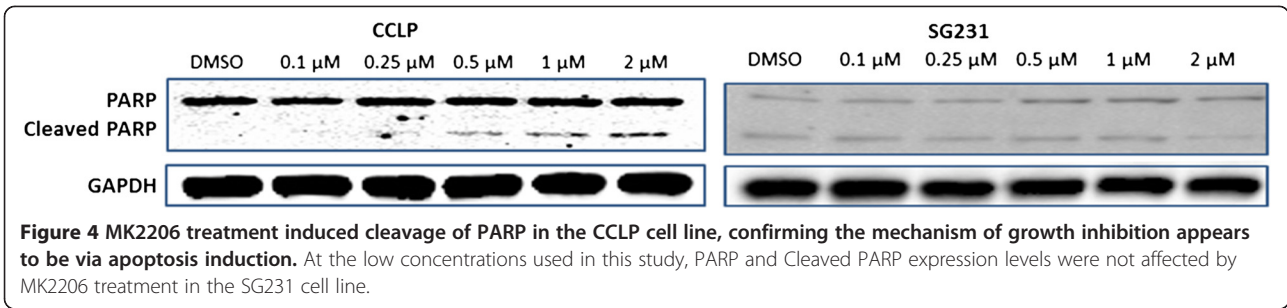 CCLP SG231
DMSO 0.1 µM 0.25 µM 0.5 µM 1 µM 2 µM DMSO 0.1 µM 0.25 µM 0.5 µM 1 µM 2 µM
PARP
Cleaved PARP
GAPDH
Figure 4 MK2206 treatment induced cleavage of PARP in the CCLP cell line, confirming the mechanism of growth inhibition appears
to be via apoptosis induction. At the low concentrations used in this study, PARP and Cleaved PARP expression levels were not affected by
MK2206 treatment in the SG231 cell line.